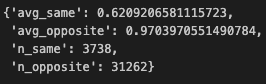 {'avg_same': 0.6209206581115723,
'avg_opposite': 0.9703970551490784,
'n_same': 3738,
'n_opposite': 31262}